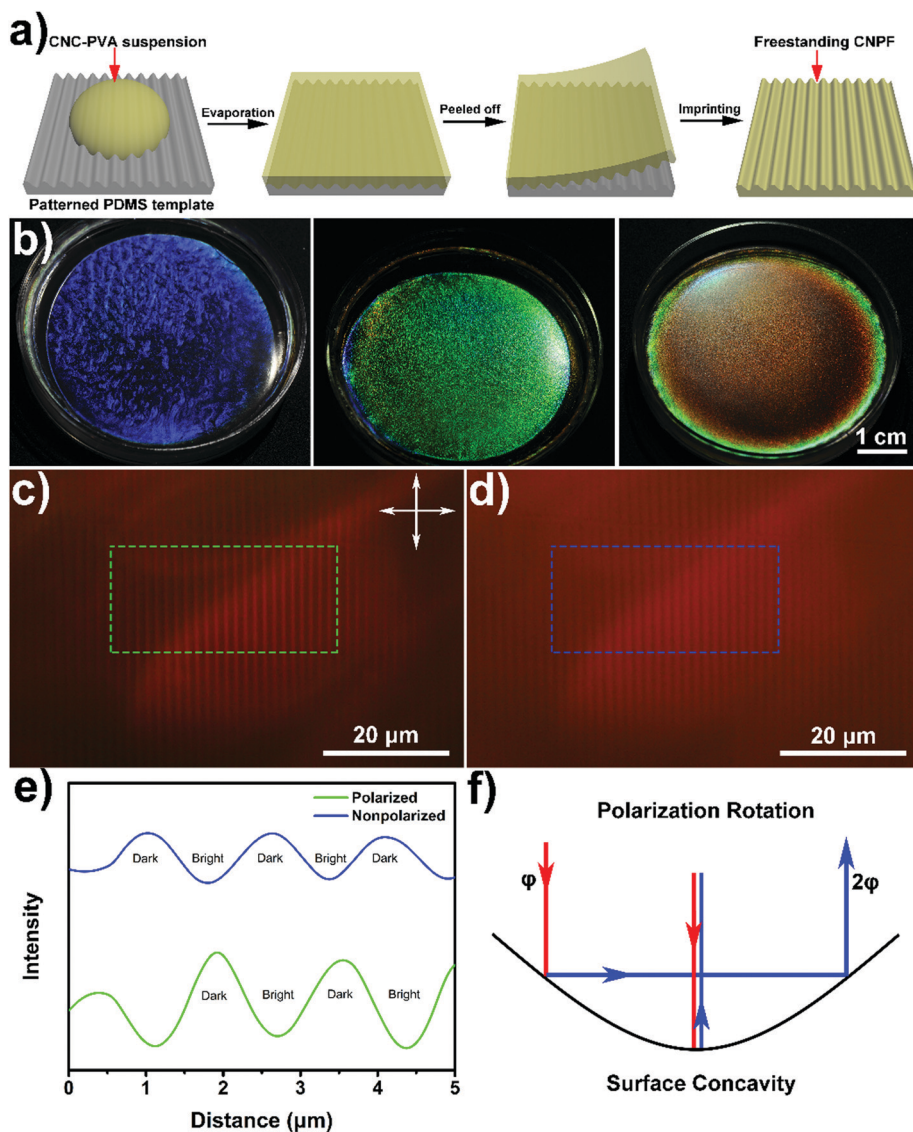 a)
CNC-PVA suspension
Freestanding CNPF
Evaporation
Peeled off
Imprinting
Patterned PDMS template
b)
1 cm
c)
d)
20 µm
20 µm
e)
Polarized
Nonpolarized
Dark
Bright
Dark
Bright
Dark
Dark
Bright
Dark
Bright
Intensity
0
1
2
3
4
5
Distance (µm)
f)
Polarization Rotation
φ
2φ
Surface Concavity